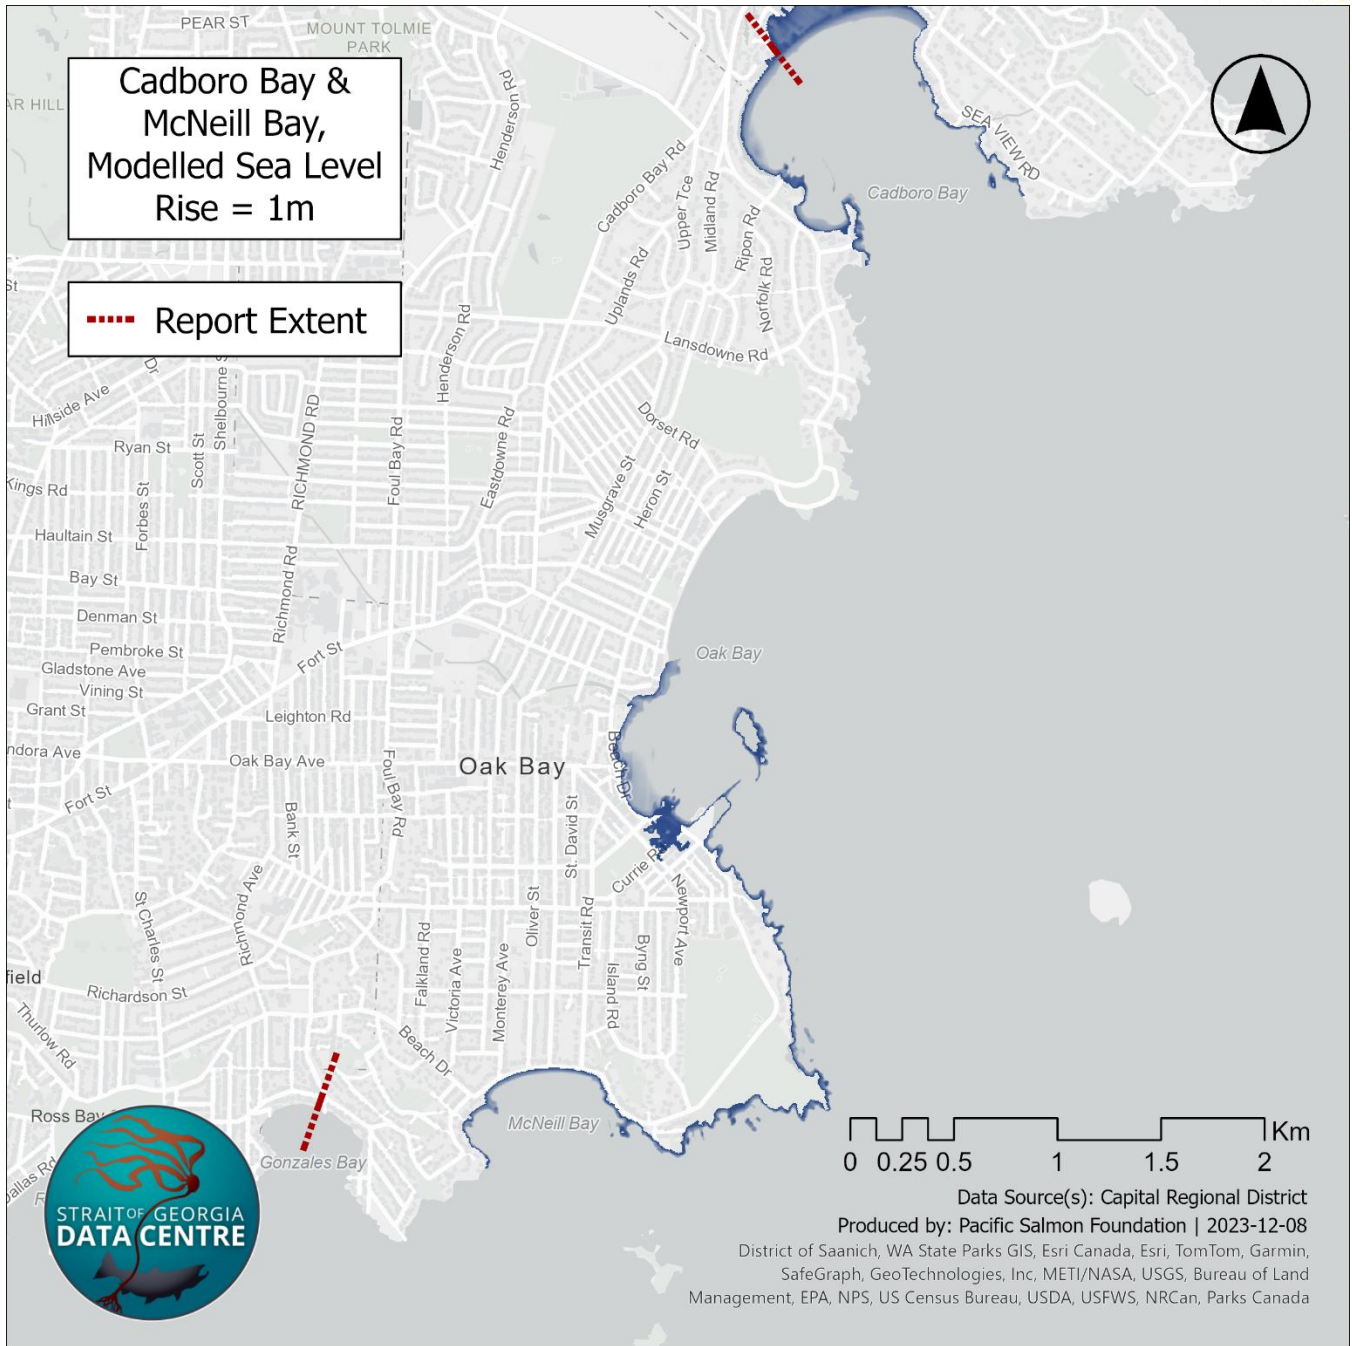 PEAR ST
MOUNT TOLMIE
PARK
Cadboro Bay &
McNeill Bay,
Modelled Sea Level
Rise = 1m
AR HILL
Henderson Rd
SEA VIEW RD
Cadboro Bay
Cadboro Bay Rd
Upper Tce
Midland Rd
Ripon Rd
Norfolk Rd
Uplands Rd
St
Report Extent
Henderson Rd
Lansdowne Rd
Dr
Shelbourne S
Hillside Ave
RICHMOND RD
Foul Bay Rd
Eastdowne Rd
Dorset Rd
Ryan St
Scott St
Musgrave St
Heron St
Kings Rd
Forbes St
Haultain St
Bay St
Richmond Rd
Denman St
Pembroke St
Fort St
Oak Bay
Gladstone Ave
Vining St
Grant St
Leighton Rd
ndora Ave
Oak Bay Ave
Foul Bay Rd
Oak Bay
Beach Dr
Fort St
t
Bank St
St. David St
Currie R
Newport Ave
Richmond Ave
St Charles St
Oliver St
Transit Rd
Falkland Rd
Victoria Ave
Monterey Ave
Byng St
Island Rd
field
Richardson St
Thurlow Rd
Beach Dr
Ross Bay
McNeill Bay
Gonzales Bay
Dallas Rd
R
STRAIT OF GEORGIA
DATA CENTRE
Km
0 0.25 0.5 1 1.5 2
Data Source(s): Capital Regional District
Produced by: Pacific Salmon Foundation | 2023-12-08
District of Saanich, WA State Parks GIS, Esri Canada, Esri, TomTom, Garmin,
SafeGraph, GeoTechnologies, Inc, METI/NASA, USGS, Bureau of Land
Management, EPA, NPS, US Census Bureau, USDA, USFWS, NRCan, Parks Canada